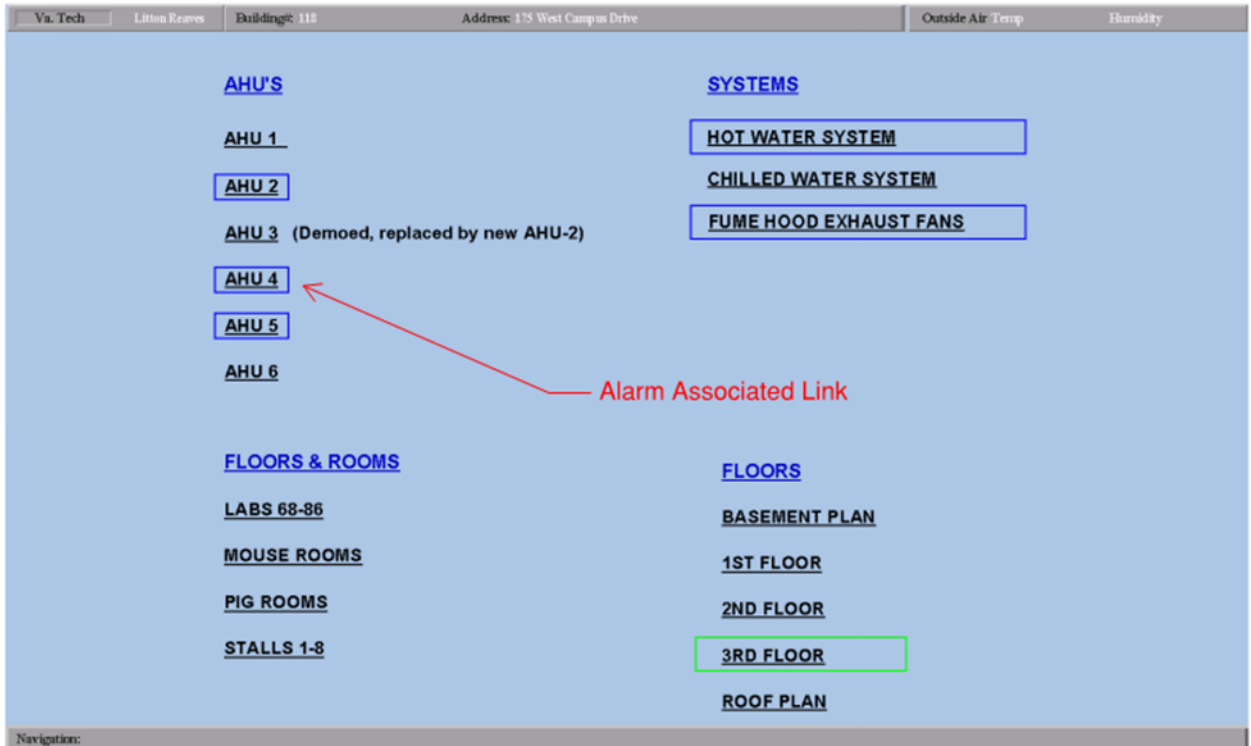 Va. Tech Litton Reaves Building#: 118 Address: 175 West Campus Drive Outside Air Temp Humidity
AHU'S
AHU 1
AHU 2
AHU 3 (Demoed, replaced by new AHU-2)
AHU 4
AHU 5
AHU 6
SYSTEMS
HOT WATER SYSTEM
CHILLED WATER SYSTEM
FUME HOOD EXHAUST FANS
Alarm Associated Link
FLOORS & ROOMS
LABS 68-86
MOUSE ROOMS
PIG ROOMS
STALLS 1-8
FLOORS
BASEMENT PLAN
1ST FLOOR
2ND FLOOR
3RD FLOOR
ROOF PLAN
Navigation: